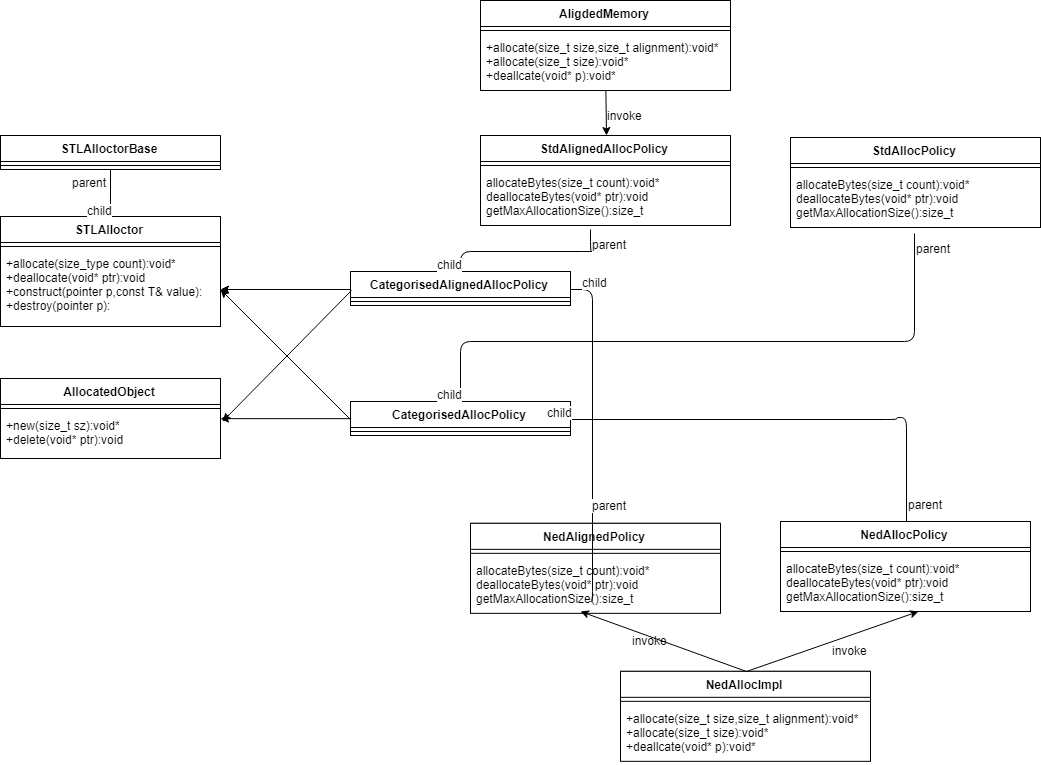 AligdedMemory
+allocate(size_t size,size_t alignment):void*
+allocate(size_t size):void*
+deallcate(void* p):void*
invoke
STLAlloctorBase
parent
child
STLAlloctor
+allocate(size_type count):void*
+deallocate(void* ptr):void
+construct(pointer p,const T& value):
+destroy(pointer p):
StdAlignedAllocPolicy
allocateBytes(size_t count):void*
deallocateBytes(void* ptr):void
getMaxAllocationSize():size_t
parent
StdAllocPolicy
allocateBytes(size_t count):void*
deallocateBytes(void* ptr):void
getMaxAllocationSize():size_t
parent
child
CategorisedAlignedAllocPolicy
child
AllocatedObject
+new(size_t sz):void*
+delete(void* ptr):void
child
CategorisedAllocPolicy
child
parent
NedAlignedPolicy
allocateBytes(size_t count):void*
deallocateBytes(void* ptr):void
getMaxAllocationSize():size_t
parent
NedAllocPolicy
allocateBytes(size_t count):void*
deallocateBytes(void* ptr):void
getMaxAllocationSize():size_t
invoke
invoke
NedAllocImpl
+allocate(size_t size,size_t alignment):void*
+allocate(size_t size):void*
+deallcate(void* p):void*